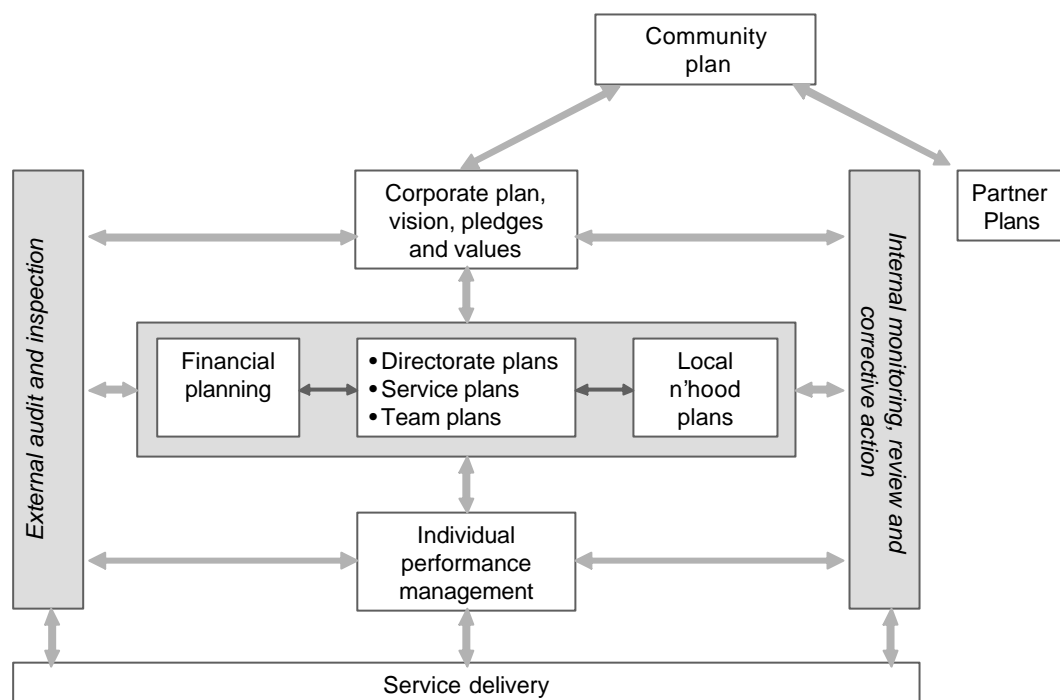 Community
plan
Corporate plan,
vision, pledges
and values
Partner
Plans
External audit and inspection
Internal monitoring, review and
corrective action
Financial
planning
•Directorate plans
•Service plans
•Team plans
Local
n’hood
plans
Individual
performance
management
Service delivery